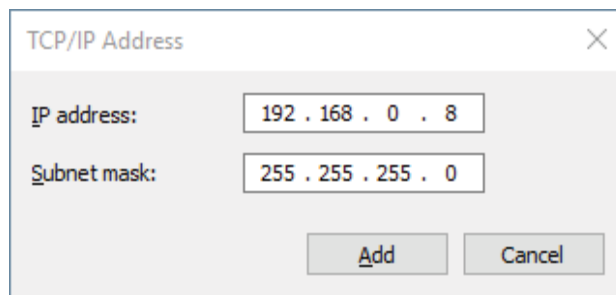 TCP/IP Address
IP address: 192 . 168 . 0 . 8
Subnet mask: 255 . 255 . 255 . 0
Add Cancel